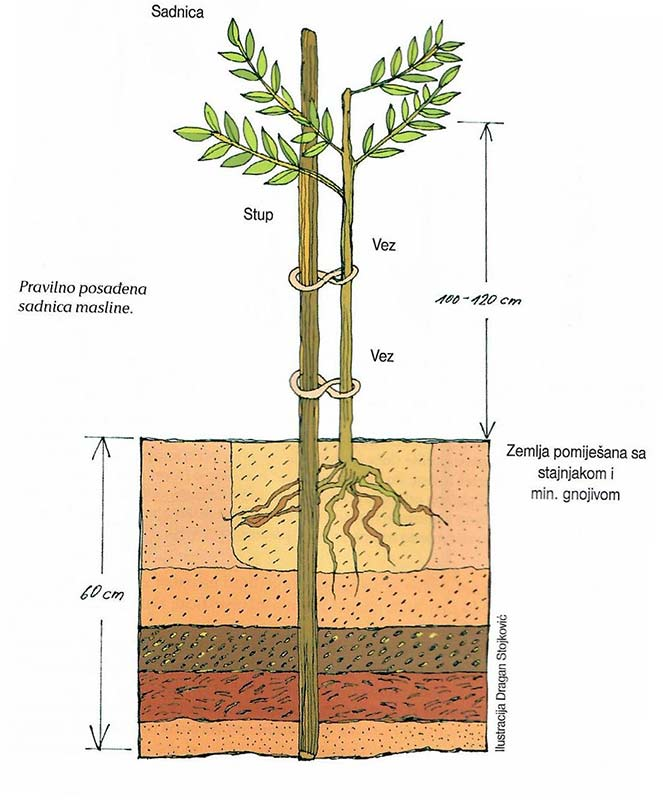 Sadnica
Stup
Vez
Pravilno posađena
sadnica masline.
100-120 cm
Vez
Zemlja pomiješana sa
stajnjakom i
min. gnojivom
60 cm
Ilustracija Dragan Stojković